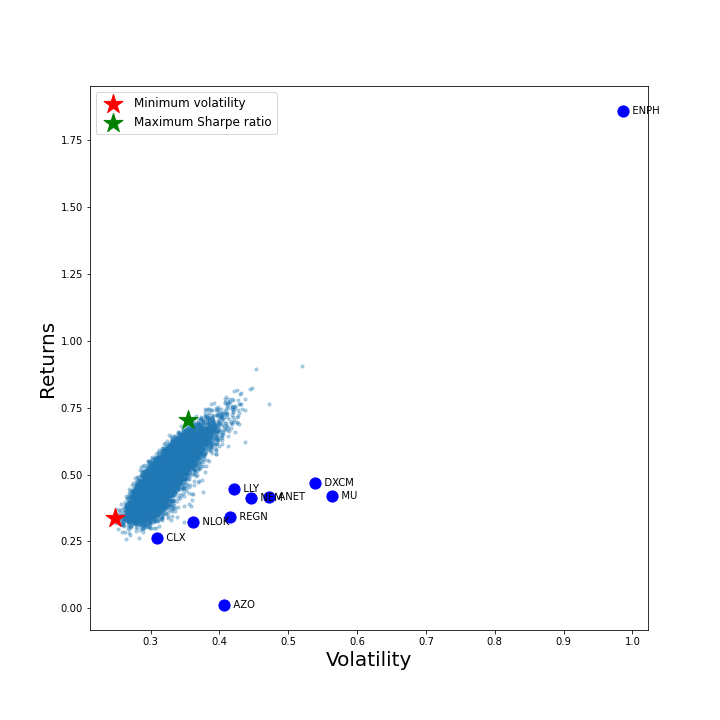 Minimum volatility
Maximum Sharpe ratio
ENPH
1.75
1.50
1.25
1.00
0.75
0.50
0.25
0.00
Returns
LLY
DXCM
ANET
MU
REGN
NLOK
CLX
AZO
0.3 0.4 0.5 0.6 0.7 0.8 0.9 1.0
Volatility